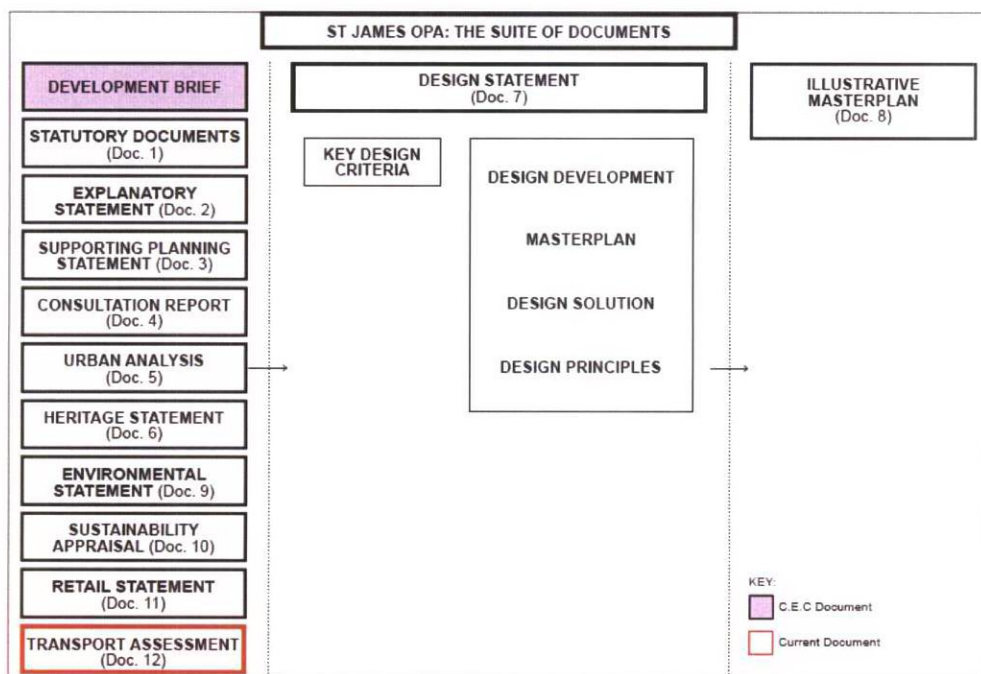 ST JAMES OPA: THE SUITE OF DOCUMENTS
DEVELOPMENT BRIEF
STATUTORY DOCUMENTS
(Doc. 1)
EXPLANATORY
STATEMENT (Doc. 2)
SUPPORTING PLANNING
STATEMENT (Doc. 3)
CONSULTATION REPORT
(Doc. 4)
URBAN ANALYSIS
(Doc. 5)
HERITAGE STATEMENT
(Doc. 6)
ENVIRONMENTAL
STATEMENT (Doc. 9)
SUSTAINABILITY
APPRAISAL (Doc. 10)
RETAIL STATEMENT
(Doc. 11)
TRANSPORT ASSESSMENT
(Doc. 12)
DESIGN STATEMENT
(Doc. 7)
KEY DESIGN
CRITERIA
DESIGN DEVELOPMENT
MASTERPLAN
DESIGN SOLUTION
DESIGN PRINCIPLES
ILLUSTRATIVE
MASTERPLAN
(Doc. 8)
KEY:
C.E.C Document
Current Document